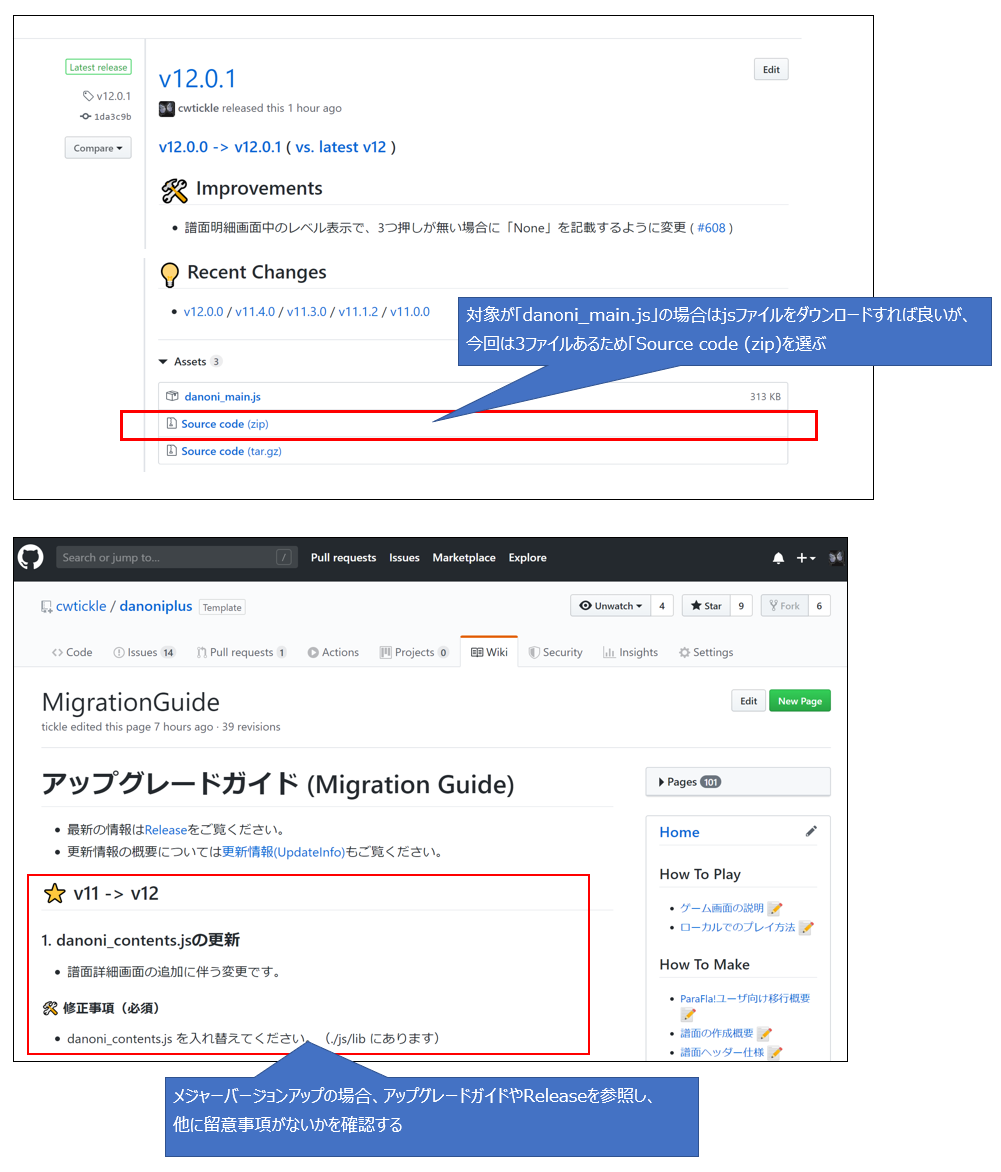 Latest release
v12.0.1
1da3c9b
Compare
v12.0.1
Edit
cwtickle released this 1 hour ago
v12.0.0 -> v12.0.1 ( vs. latest v12 )
Improvements
譜面明細画面中のレベル表示で、3つ押しが無い場合に「None」を記載するように変更 ( #608 )
Recent Changes
v12.0.0 / v11.4.0 / v11.3.0 / v11.1.2 / v11.0.0
対象が「danoni_main.js」の場合はjsファイルをダウンロードすれば良いが、
今回は3ファイルあるため「Source code (zip)を選ぶ
Assets 3
danoni_main.js 313 KB
Source code (zip)
Source code (tar.gz)
Search or jump to... /
Pull requests Issues Marketplace Explore
cwtickle / danoniplus Template
Unwatch 4 Star 9 Fork 6
Code Issues 14 Pull requests 1 Actions Projects 0 Wiki Security Insights Settings
MigrationGuide
Edit New Page
tickle edited this page 7 hours ago · 39 revisions
アップグレードガイド (Migration Guide)
最新の情報はReleaseをご覧ください。
更新情報の概要については更新情報(UpdateInfo)もご覧ください。
v11 -> v12
1. danoni_contents.jsの更新
譜面詳細画面の追加に伴う変更です。
修正事項（必須）
danoni_contents.js を入れ替えてください。（./js/lib にあります）
Pages 101
Home
How To Play
ゲーム画面の説明
ローカルでのプレイ方法
How To Make
ParaFla!ユーザ向け移行概要
譜面の作成概要
譜面ヘッダー仕様
メジャーバージョンアップの場合、アップグレードガイドやReleaseを参照し、
他に留意事項がないかを確認する